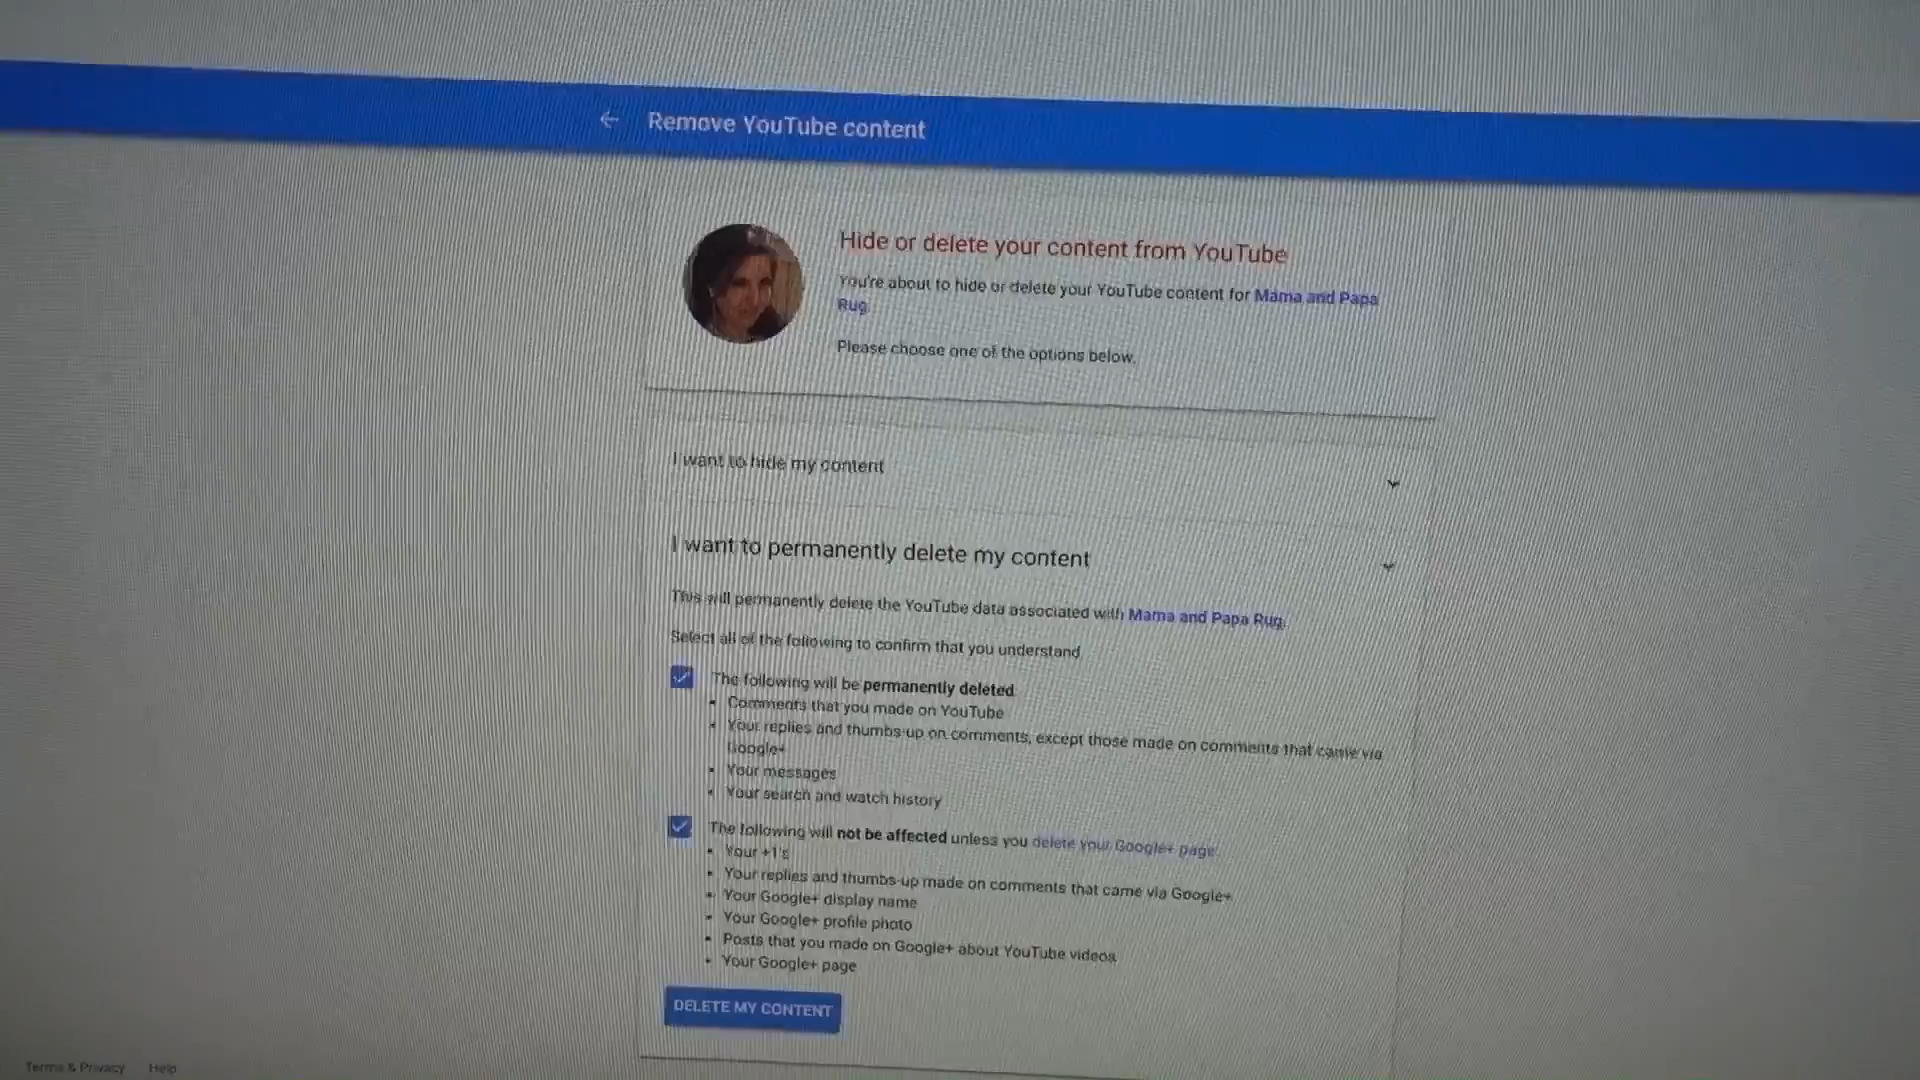 Remove YouTube content
Hide or delete your content from YouTube
You're about to hide or delete your YouTube content for Mama and Papa
Rug.
Please choose one of the options below.
I want to hide my content
I want to permanently delete my content
This will permanently delete the YouTube data associated with Mama and Papa Rug.
Select all of the following to confirm that you understand.
The following will be permanently deleted
Comments that you made on YouTube
Your replies and thumbs-up on comments, except those made on comments that came via
Google+
Your messages
Your search and watch history
The following will not be affected unless you delete your Google+ page.
Your +1's
Your replies and thumbs-up made on comments that came via Google+
Your Google+ display name
Your Google+ profile photo
Posts that you made on Google+ about YouTube videos
Your Google+ page
DELETE MY CONTENT
Terms & Privacy Help